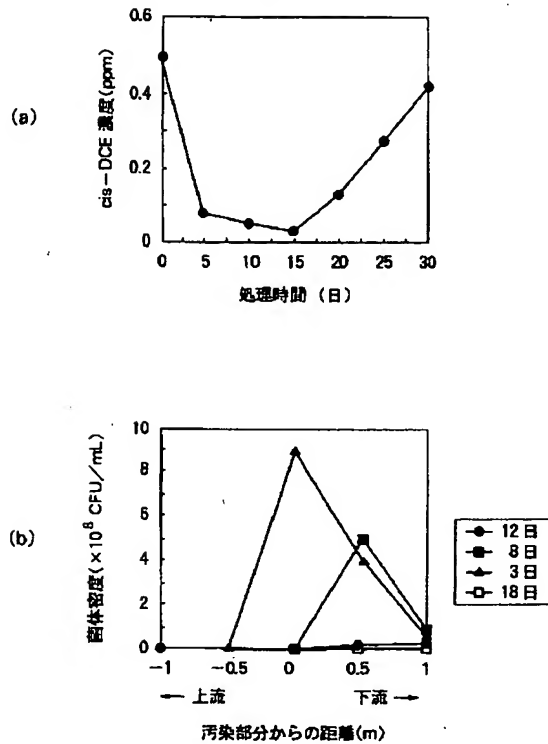 (a)
cis-DCE 濃度(ppm)
0.6
0.4
0.2
0
0 5 10 15 20 25 30
処理時間(日)
(b)
菌体密度(×10⁸ CFU/mL)
10
8
6
4
2
0
-1 -0.5 0 0.5 1
← 上流 下流 →
汚染部分からの距離(m)
12日
8日
3日
18日